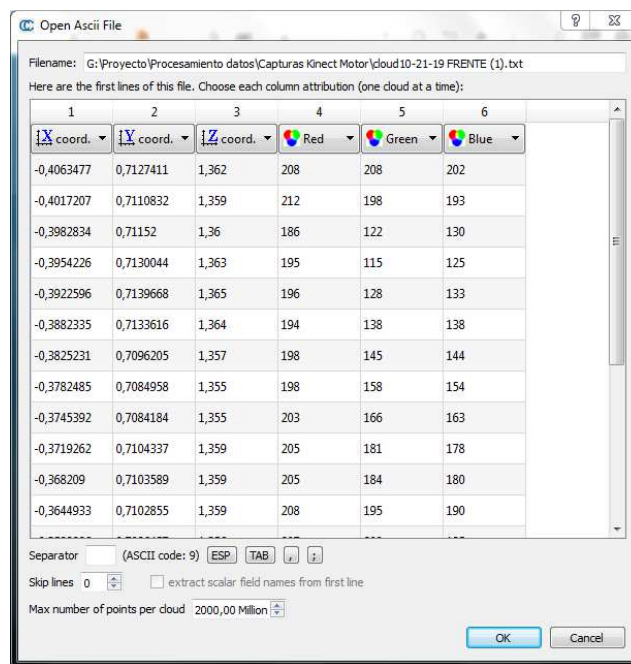 Open Ascii File
Filename: G:\Proyecto\Procesamiento datos\Capturas Kinect Motor\cloud10-21-19 FRENTE (1).txt
Here are the first lines of this file. Choose each column attribution (one cloud at a time):
1 2 3 4 5 6
X coord. Y coord. Z coord. Red Green Blue
-0,4063477 0,7127411 1,362 208 208 202
-0,4017207 0,7110832 1,359 212 198 193
-0,3982834 0,71152 1,36 186 122 130
-0,3954226 0,7130044 1,363 195 115 125
-0,3922596 0,7139668 1,365 196 128 133
-0,3882335 0,7133616 1,364 194 138 138
-0,3825231 0,7096205 1,357 198 145 144
-0,3782485 0,7084958 1,355 198 158 154
-0,3745392 0,7084184 1,355 203 166 163
-0,3719262 0,7104337 1,359 205 181 178
-0,368209 0,7103589 1,359 205 184 180
-0,3644933 0,7102855 1,359 208 195 190
Separator (ASCII code: 9) ESP TAB , ;
Skip lines 0 extract scalar field names from first line
Max number of points per cloud 2000,00 Million
OK Cancel